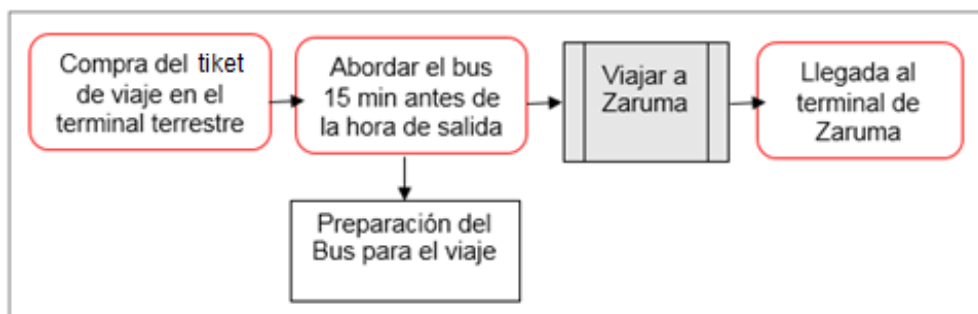 Compra del tiket
de viaje en el
terminal terrestre
Abordar el bus
15 min antes de
la hora de salida
Viajar a
Zaruma
Llegada al
terminal de
Zaruma
Preparación del
Bus para el viaje